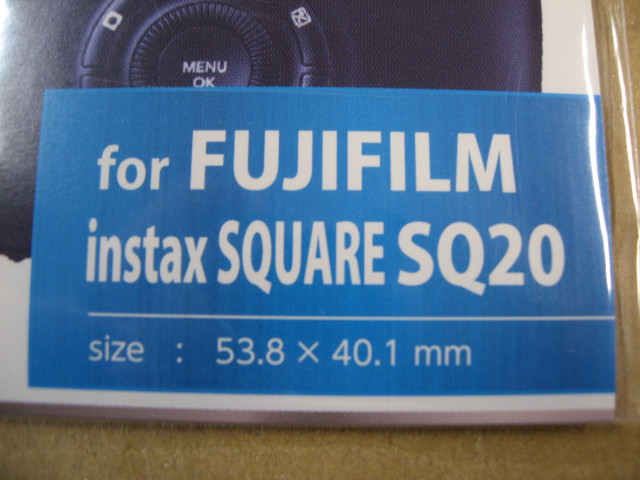 MENU
OK
for FUJIFILM
instax SQUARE SQ20
size : 53.8 × 40.1 mm